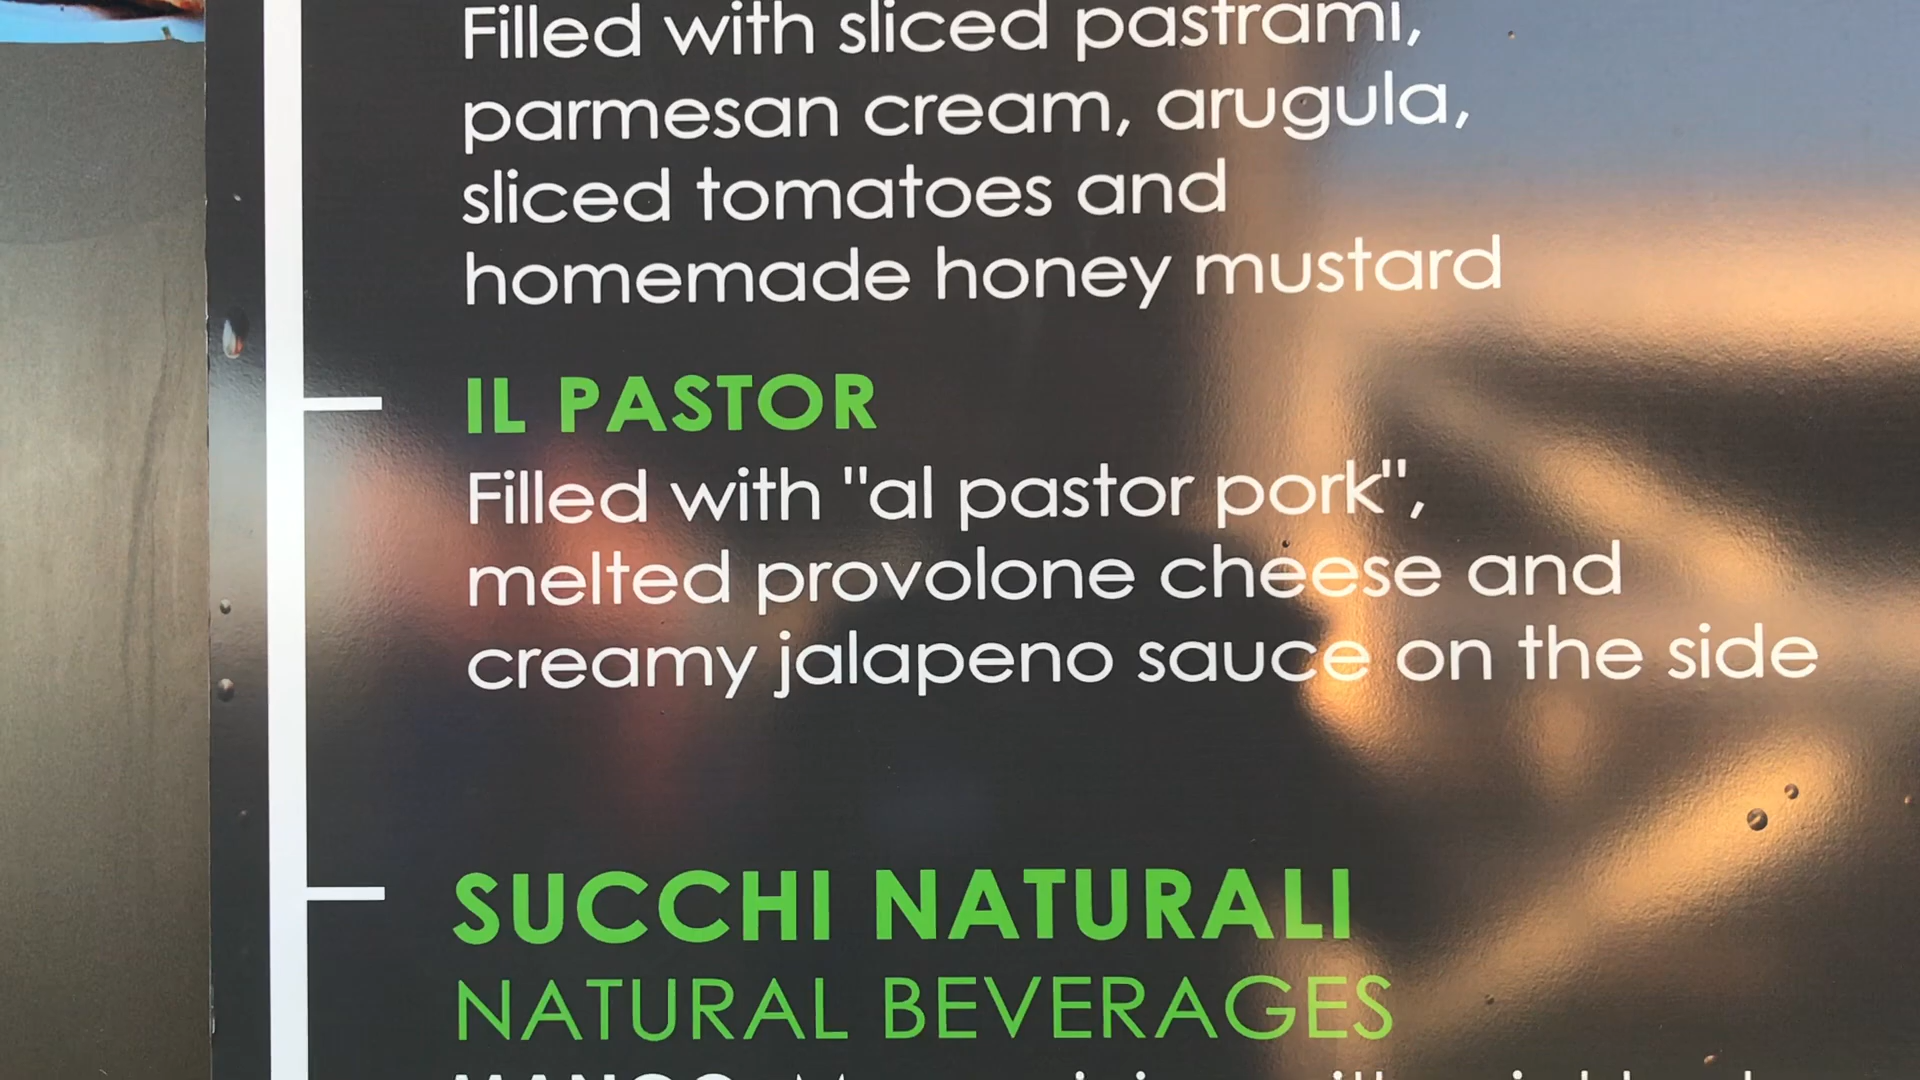 Filled with sliced pastrami,
parmesan cream, arugula,
sliced tomatoes and
homemade honey mustard
IL PASTOR
Filled with "al pastor pork",
melted provolone cheese and
creamy jalapeno sauce on the side
SUCCHI NATURALI
NATURAL BEVERAGES